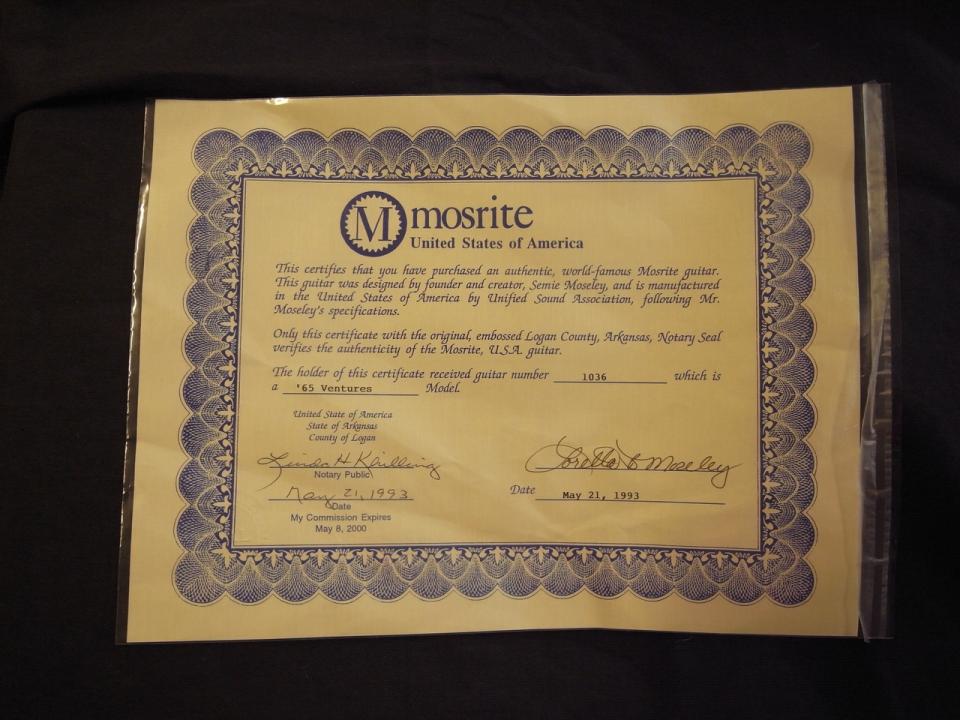 M mosrite
United States of America
This certifies that you have purchased an authentic, world-famous Mosrite guitar.
This guitar was designed by founder and creator, Semie Moseley, and is manufactured
in the United States of America by Unified Sound Association, following Mr.
Moseley's specifications.
Only this certificate with the original, embossed Logan County, Arkansas, Notary Seal
verifies the authenticity of the Mosrite, U.S.A. guitar.
The holder of this certificate received guitar number 1036 which is
a '65 Ventures Model.
United State of America
State of Arkansas
County of Logan
Linda H
Notary Public
May 21, 1993
Date
My Commission Expires
May 8, 2000
Loretta Moseley
Date May 21, 1993